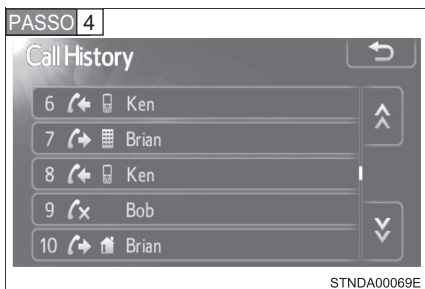 PASSO 4
Call History
6 Ken
7 Brian
8 Ken
9 Bob
10 Brian
STNDA00069E